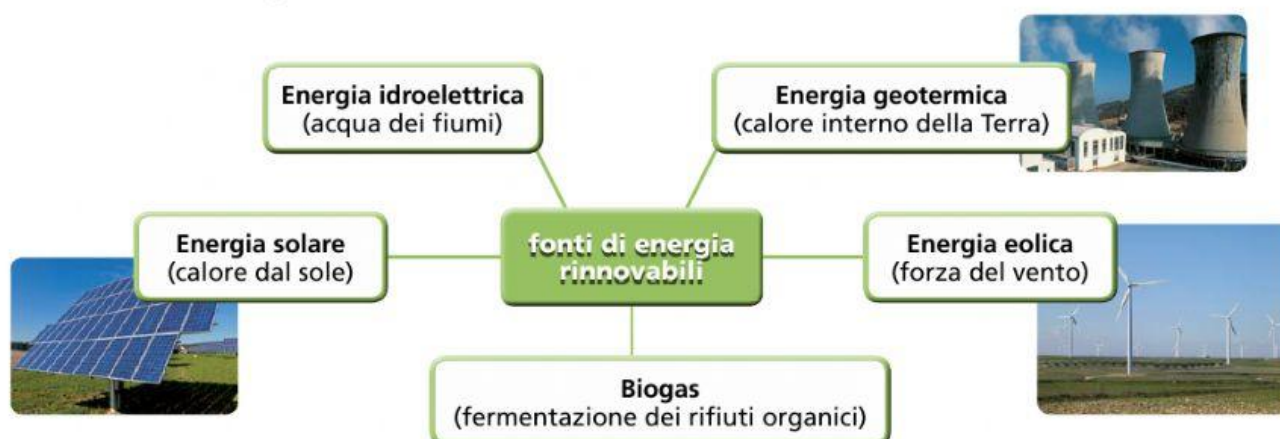 Energia idroelettrica
(acqua dei fiumi)
Energia geotermica
(calore interno della Terra)
Energia solare
(calore dal sole)
fonti di energia
rinnovabili
Energia eolica
(forza del vento)
Biogas
(fermentazione dei rifiuti organici)